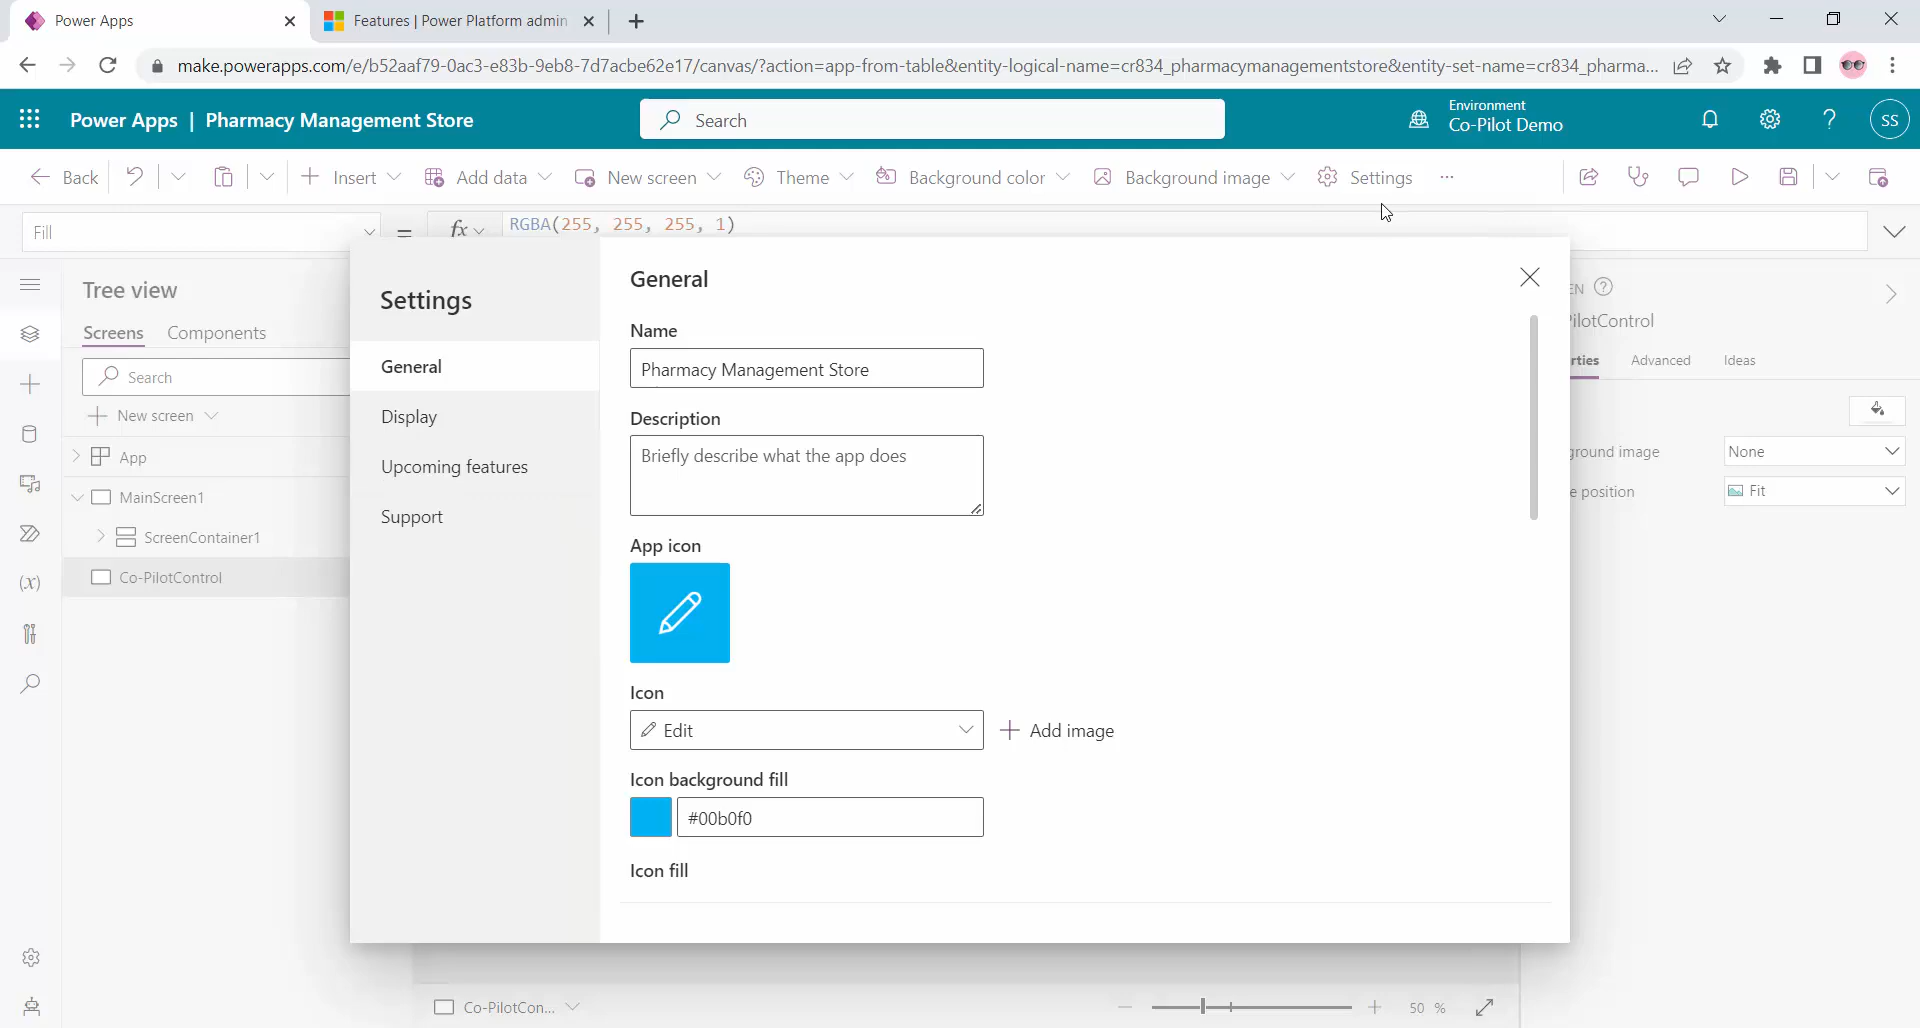 Power Apps
Features | Power Platform admin
make.powerapps.com/e/b52aaf79-0ac3-e83b-9eb8-7d7acbe62e17/canvas/?action=app-from-table&entity-logical-name=cr834_pharmacymanagementstore&entity-set-name=cr834_pharma...
Power Apps | Pharmacy Management Store
Search
Environment
Co-Pilot Demo
SS
Back
Insert
Add data
New screen
Theme
Background color
Background image
Settings
...
Fill
=
fx
RGBA(255, 255, 255, 1)
Tree view
Screens
Components
Search
New screen
App
MainScreen1
ScreenContainer1
Co-PilotControl
(x)
Settings
General
Display
Upcoming features
Support
General
Name
Pharmacy Management Store
Description
Briefly describe what the app does
App icon
Icon
Edit
Add image
Icon background fill
#00b0f0
Icon fill
EN
PilotControl
rties
Advanced
Ideas
ground image
None
e position
Fit
Co-PilotCon...
50 %